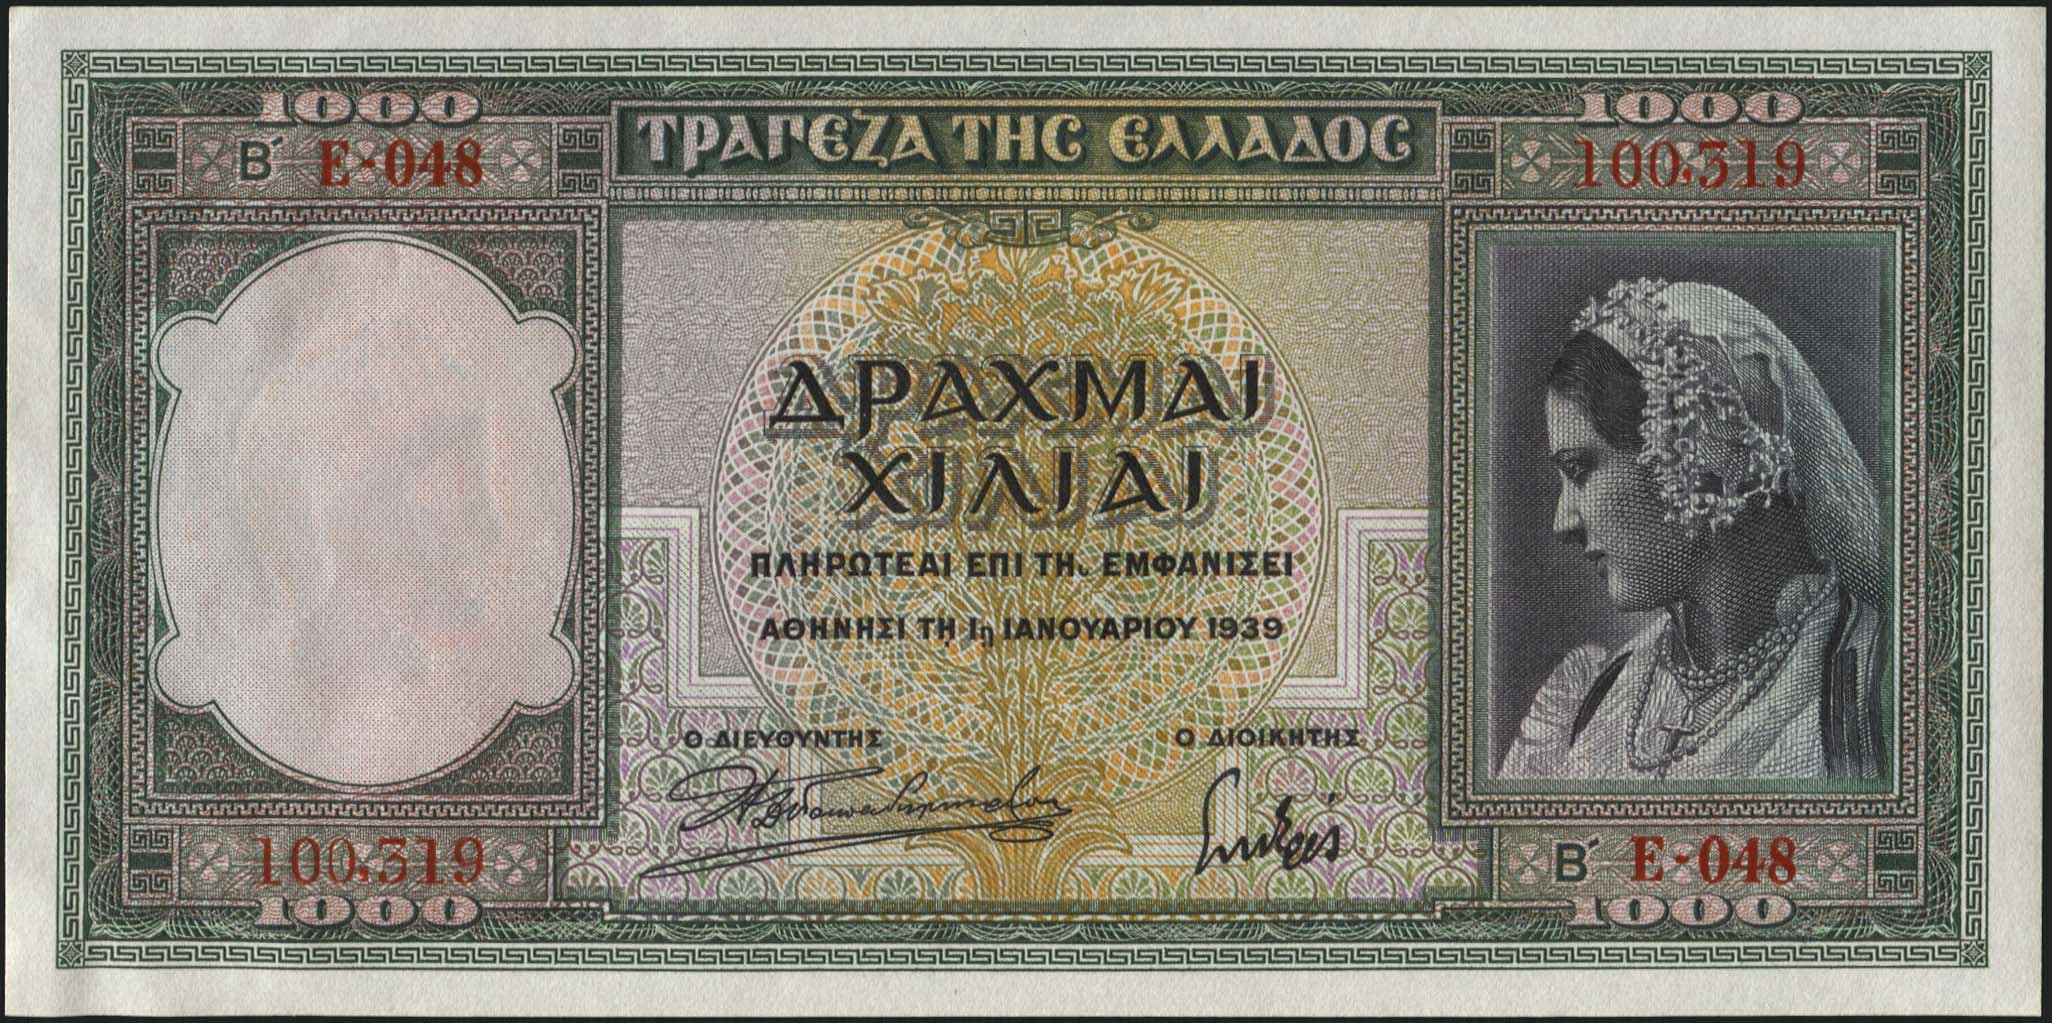 1000
1000
Β´ Ε-048
ΤΡΑΠΕΖΑ ΤΗΣ ΕΛΛΑΔΟΣ
100.319
ΔΡΑΧΜΑΙ
ΧΙΛΙΑΙ
ΠΛΗΡΩΤΕΑΙ ΕΠΙ ΤΗι ΕΜΦΑΝΙΣΕΙ
ΑΘΗΝΗΣΙ ΤΗ 1η ΙΑΝΟΥΑΡΙΟΥ 1939
Ο ΔΙΕΥΘΥΝΤΗΣ
Ο ΔΙΟΙΚΗΤΗΣ
100.319
Β´ Ε-048
1000
1000